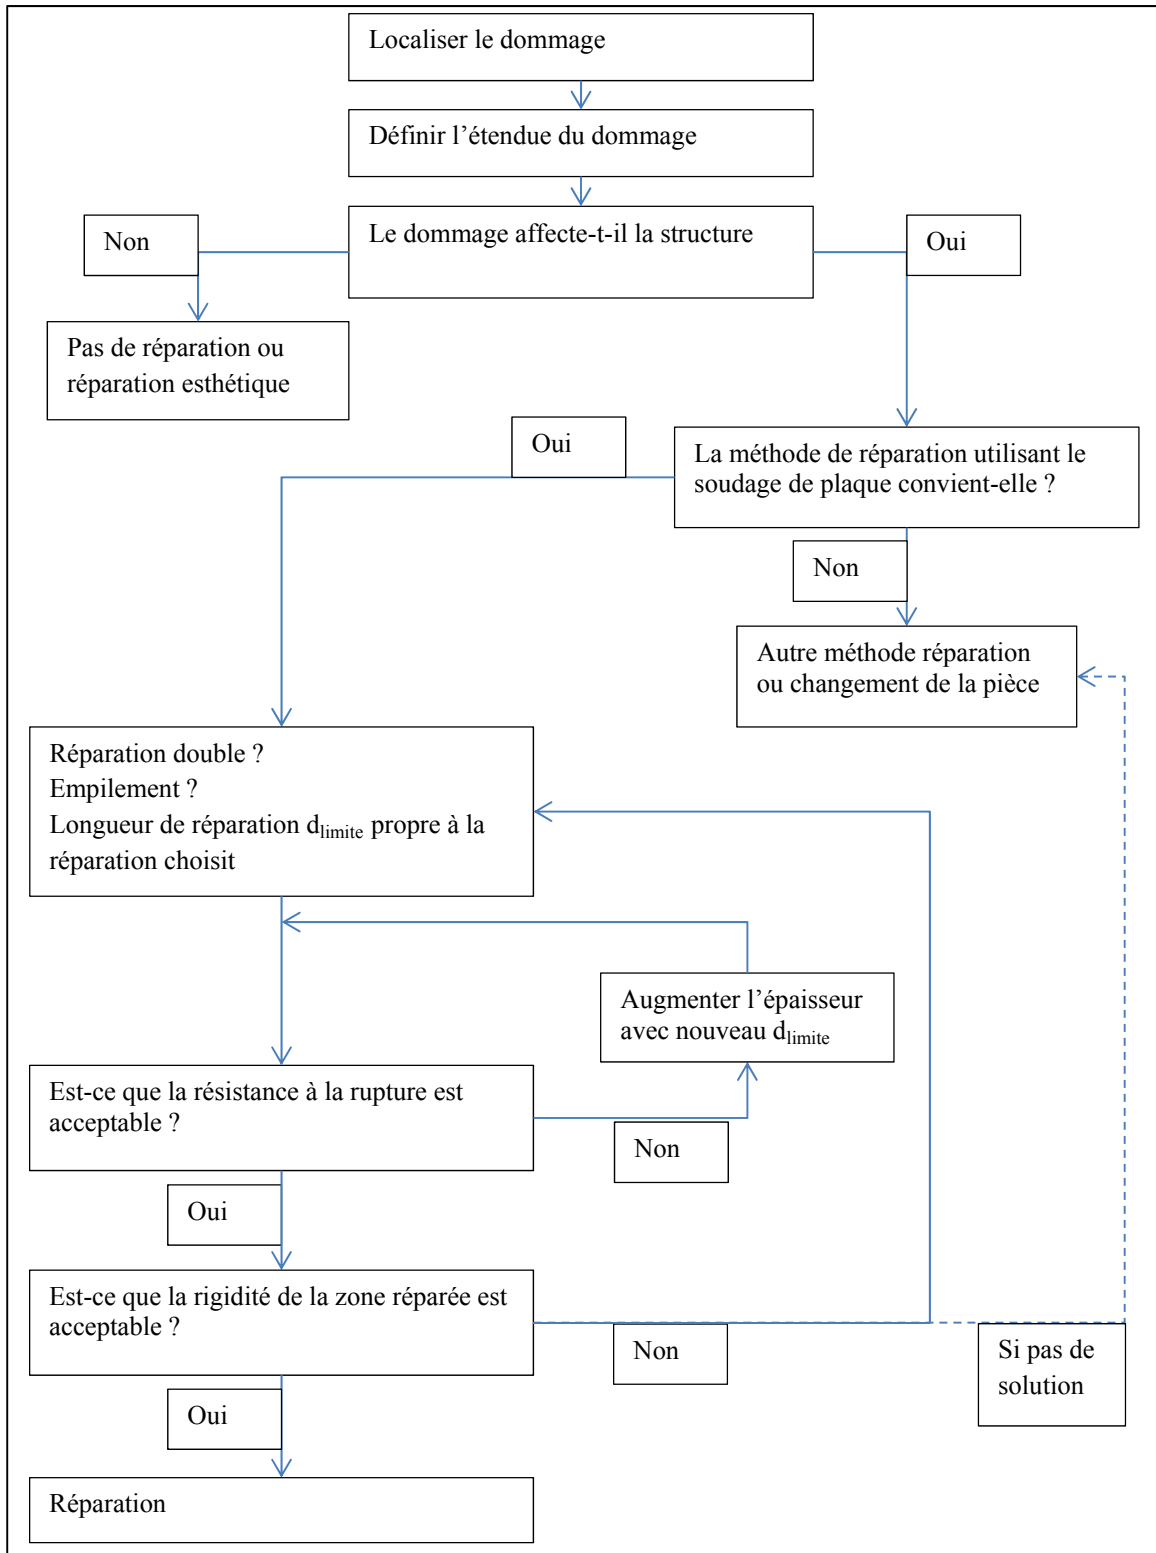 Localiser le dommage
Définir l’étendue du dommage
Le dommage affecte-t-il la structure
Non
Oui
Pas de réparation ou
réparation esthétique
Oui
La méthode de réparation utilisant le
soudage de plaque convient-elle ?
Non
Autre méthode réparation
ou changement de la pièce
Réparation double ?
Empilement ?
Longueur de réparation dlimite propre à la
réparation choisit
Augmenter l’épaisseur
avec nouveau dlimite
Est-ce que la résistance à la rupture est
acceptable ?
Non
Oui
Est-ce que la rigidité de la zone réparée est
acceptable ?
Non
Si pas de
solution
Oui
Réparation